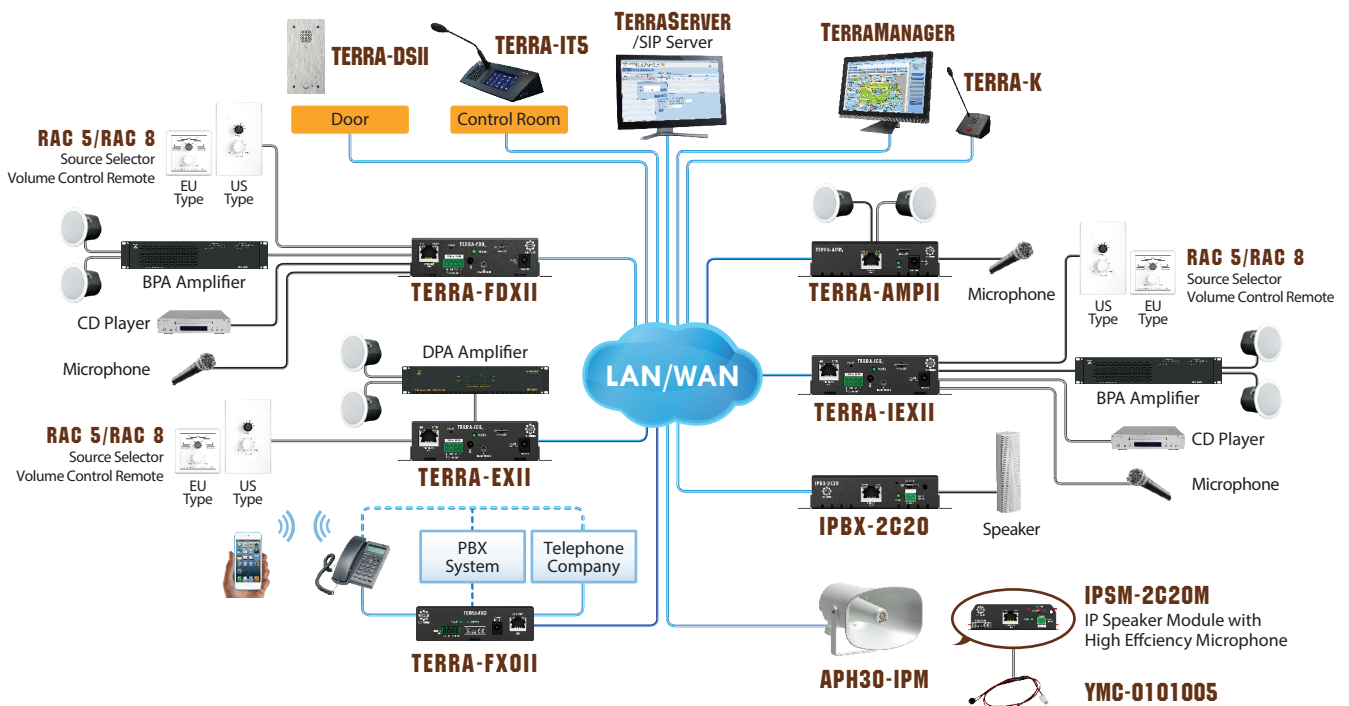 TERRA-DSII
TERRA-IT5
TERRASERVER
/SIP Server
TERRAMANAGER
TERRA-K
Door
Control Room
RAC 5/RAC 8
Source Selector
Volume Control Remote
EU
Type
US
Type
BPA Amplifier
CD Player
Microphone
TERRA-FDXII
DPA Amplifier
RAC 5/RAC 8
Source Selector
Volume Control Remote
EU
Type
US
Type
TERRA-EXII
PBX
System
Telephone
Company
TERRA-FXOII
LAN/WAN
TERRA-AMPII
Microphone
US
Type
EU
Type
RAC 5/RAC 8
Source Selector
Volume Control Remote
TERRA-IEXII
BPA Amplifier
CD Player
Microphone
IPBX-2C20
IPBX-2C20
Speaker
APH30-IPM
IPSM-2C20M
IP Speaker Module with
High Effciency Microphone
YMC-0101005